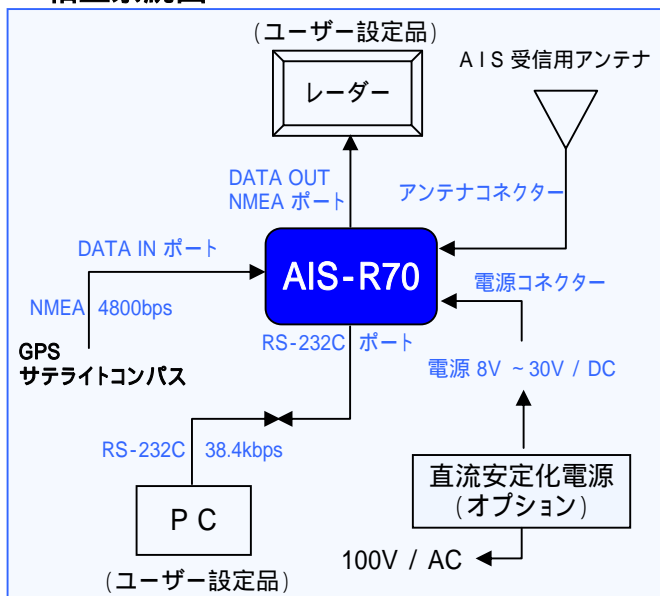 (ユーザー設定品)
レーダー
AIS 受信用アンテナ
DATA OUT
NMEA ポート
アンテナコネクター
DATA IN ポート
AIS-R70
電源コネクター
NMEA 4800bps
RS-232C ポート
GPS
サテライトコンパス
電源 8V ~30V / DC
RS-232C 38.4kbps
直流安定化電源
(オプション)
PC
100V / AC
(ユーザー設定品)